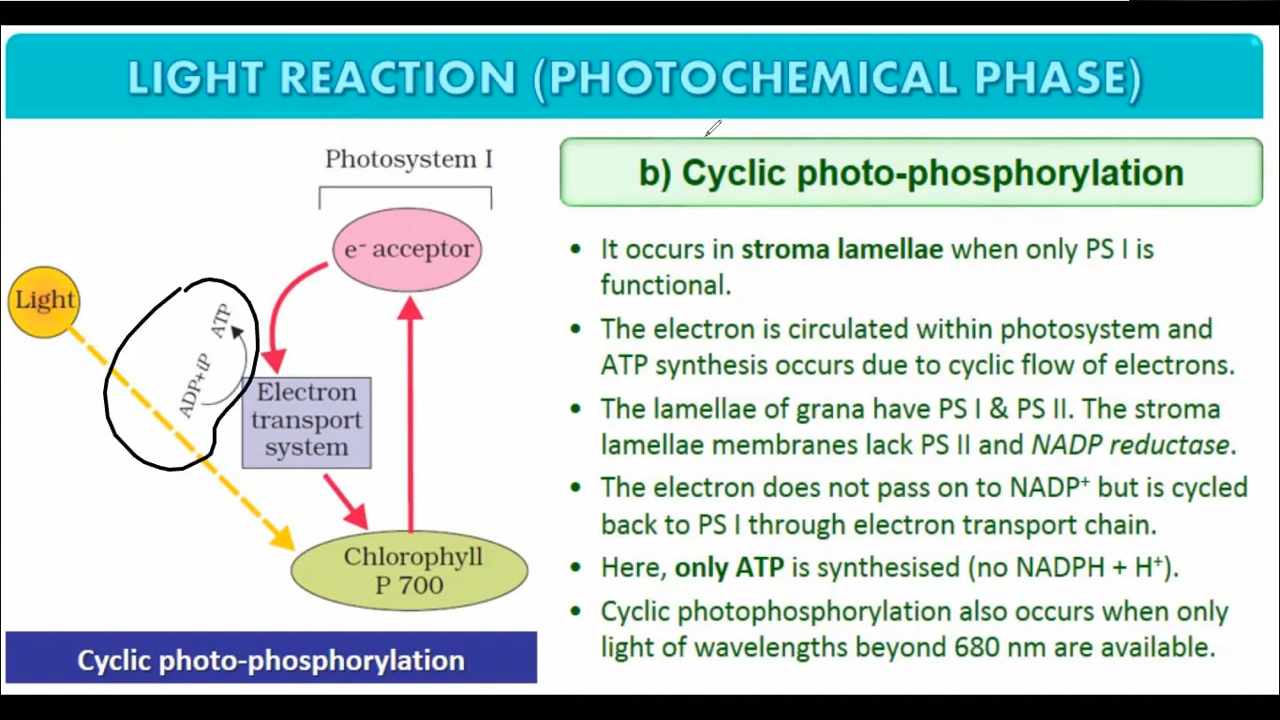 LIGHT REACTION (PHOTOCHEMICAL PHASE)
Photosystem I
e⁻ acceptor
Light
ATP
ADP+iP
Electron
transport
system
Chlorophyll
P 700
Cyclic photo-phosphorylation
b) Cyclic photo-phosphorylation
• It occurs in stroma lamellae when only PS I is
functional.
• The electron is circulated within photosystem and
ATP synthesis occurs due to cyclic flow of electrons.
• The lamellae of grana have PS I & PS II. The stroma
lamellae membranes lack PS II and NADP reductase.
• The electron does not pass on to NADP⁺ but is cycled
back to PS I through electron transport chain.
• Here, only ATP is synthesised (no NADPH + H⁺).
• Cyclic photophosphorylation also occurs when only
light of wavelengths beyond 680 nm are available.